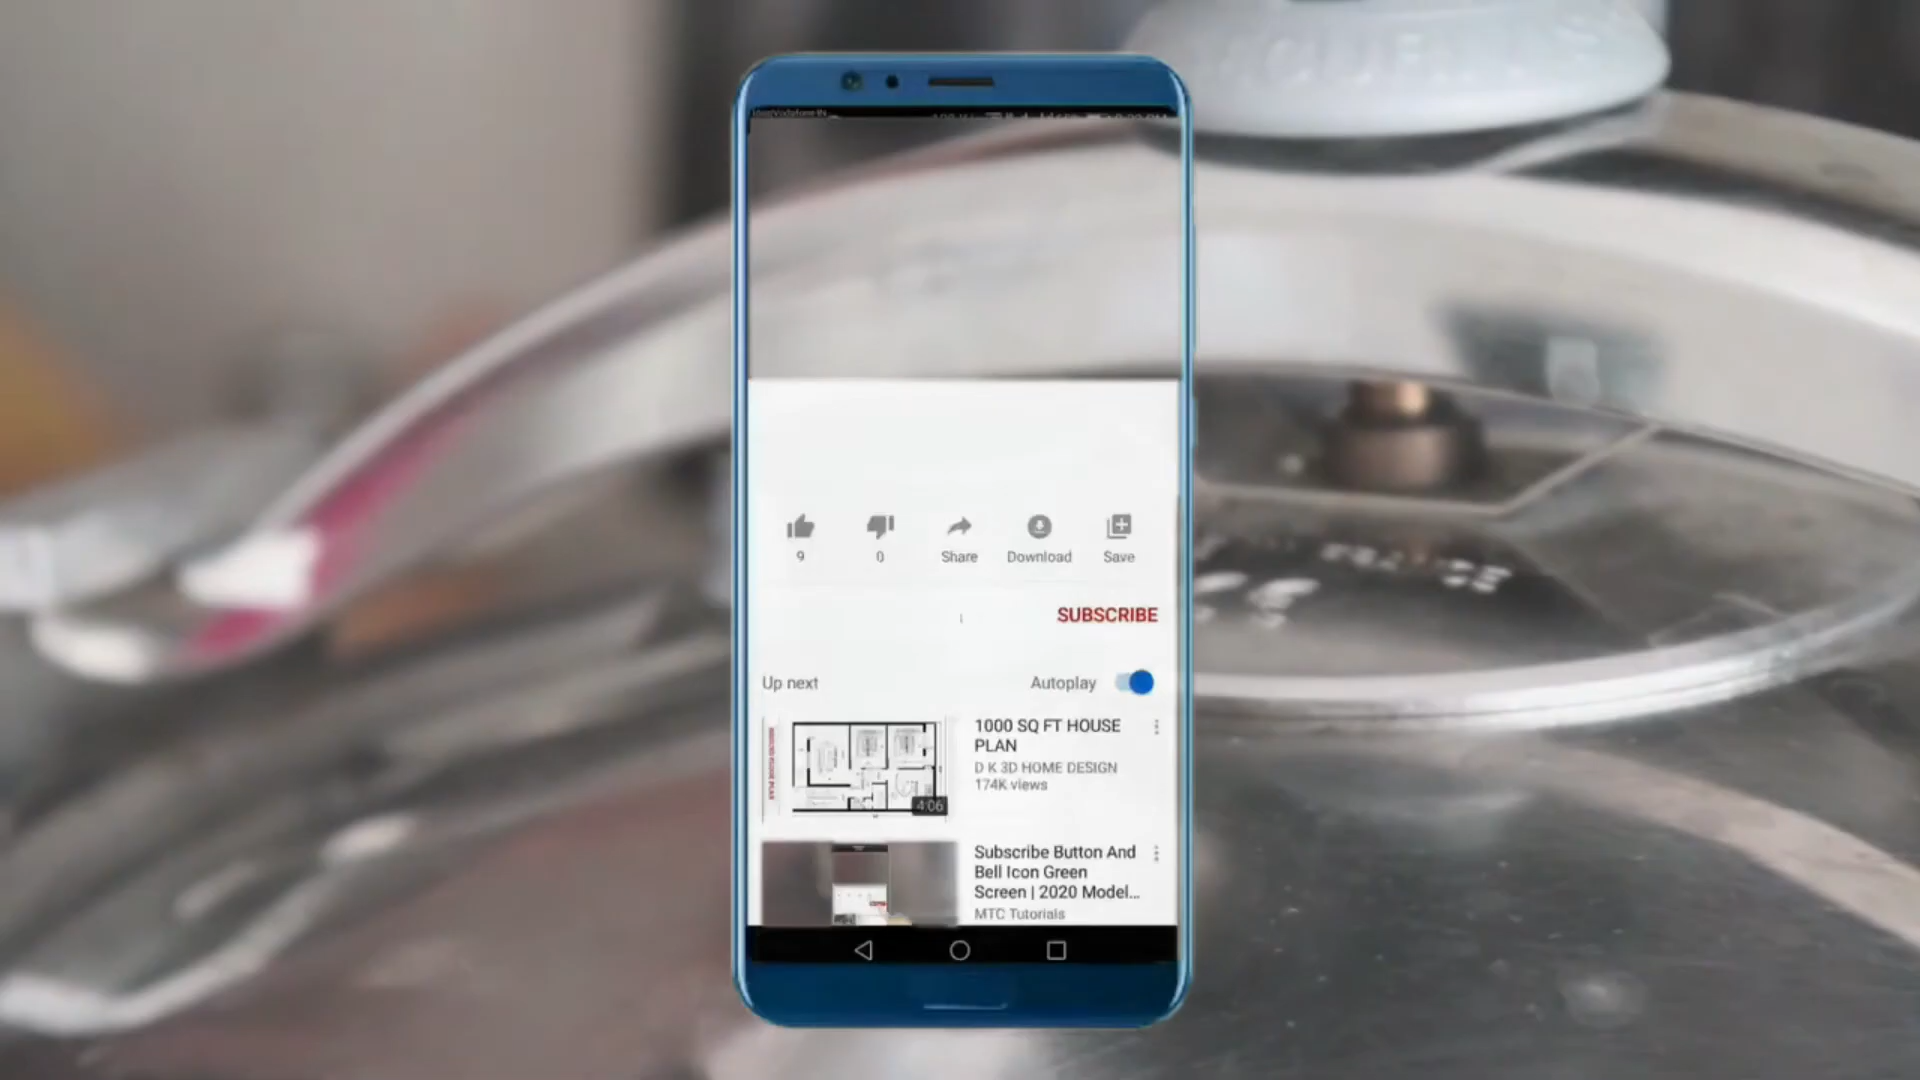 9
0
Share
Download
Save
SUBSCRIBE
Up next
Autoplay
1000 SQ FT HOUSE
PLAN
D K 3D HOME DESIGN
174K views
4:06
Subscribe Button And
Bell Icon Green
Screen | 2020 Model...
MTC Tutorials